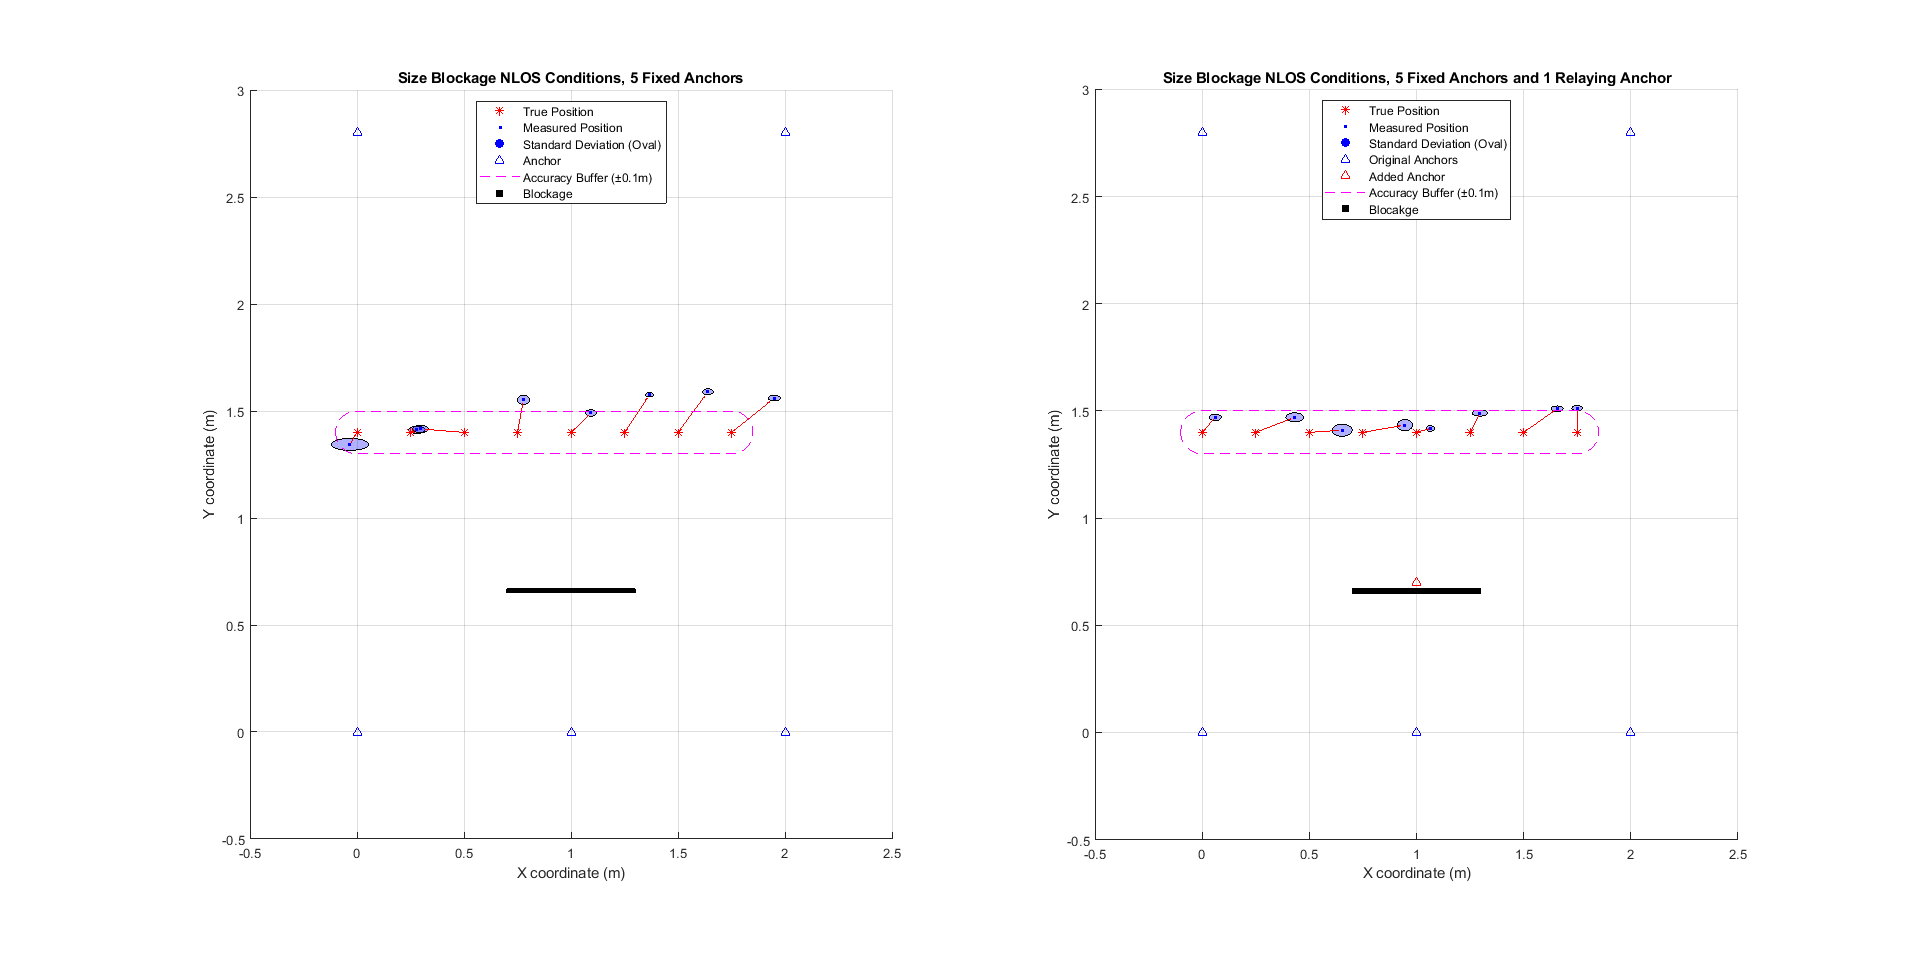 Size Blockage NLOS Conditions, 5 Fixed Anchors
True Position
Measured Position
Standard Deviation (Oval)
Anchor
Accuracy Buffer (±0.1m)
Blockage
3
2.5
2
1.5
1
0.5
0
-0.5
Y coordinate (m)
-0.5
0
0.5
1
1.5
2
2.5
X coordinate (m)
Size Blockage NLOS Conditions, 5 Fixed Anchors and 1 Relaying Anchor
True Position
Measured Position
Standard Deviation (Oval)
Original Anchors
Added Anchor
Accuracy Buffer (±0.1m)
Blocakge
3
2.5
2
1.5
1
0.5
0
-0.5
Y coordinate (m)
-0.5
0
0.5
1
1.5
2
2.5
X coordinate (m)